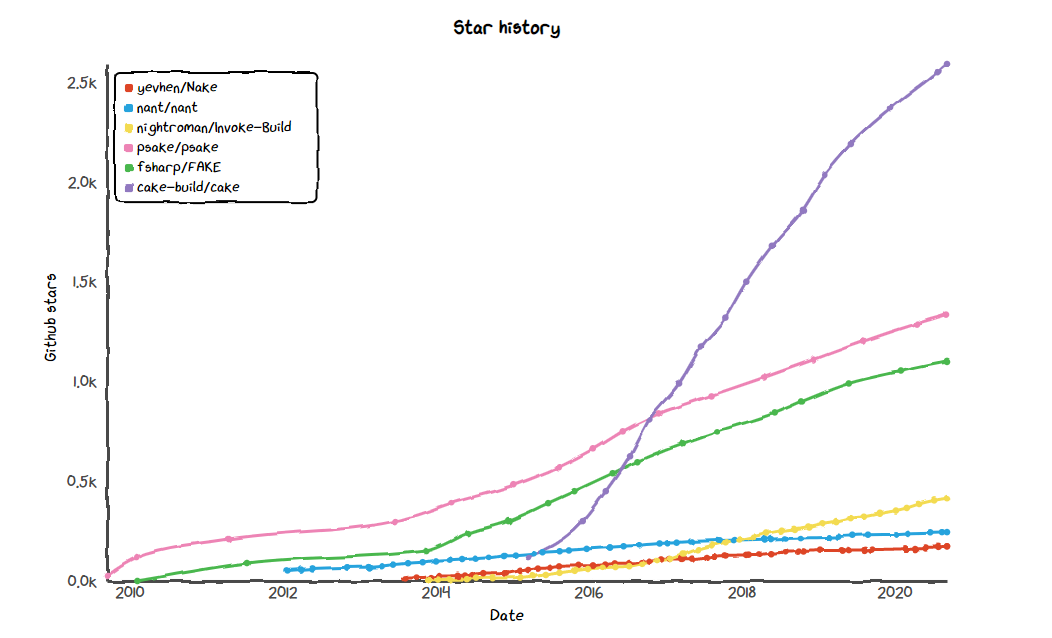 Star history
yevhen/Nake
nant/nant
nightroman/Invoke-Build
psake/psake
fsharp/FAKE
cake-build/cake
2.5k
2.0k
1.5k
1.0k
0.5k
0.0k
Github stars
2010 2012 2014 2016 2018 2020
Date